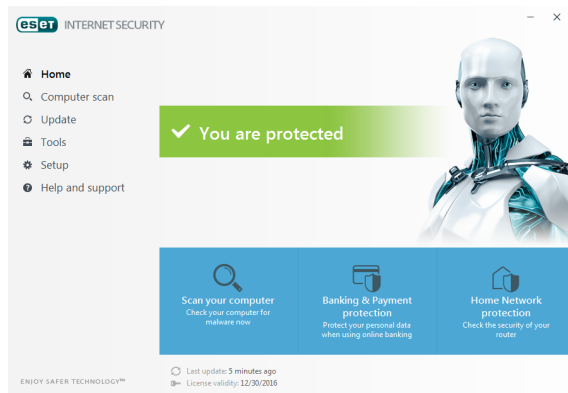 eset INTERNET SECURITY
Home
Computer scan
Update
Tools
Setup
Help and support
You are protected
Scan your computer
Check your computer for
malware now
Banking & Payment
protection
Protect your personal data
when using online banking
Home Network
protection
Check the security of your
router
Last update: 5 minutes ago
License validity: 12/30/2016
ENJOY SAFER TECHNOLOGY™